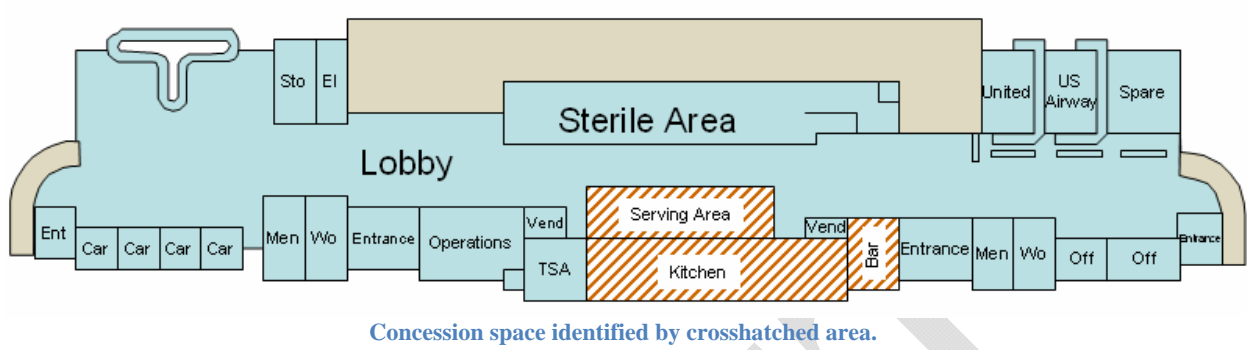 Sto
El
United
US
Airway
Spare
Sterile Area
Lobby
Ent
Car
Car
Car
Car
Men
Wo
Entrance
Operations
Vend
TSA
Serving Area
Kitchen
Vend
Bar
Entrance
Men
Wo
Off
Off
Entrance
Concession space identified by crosshatched area.